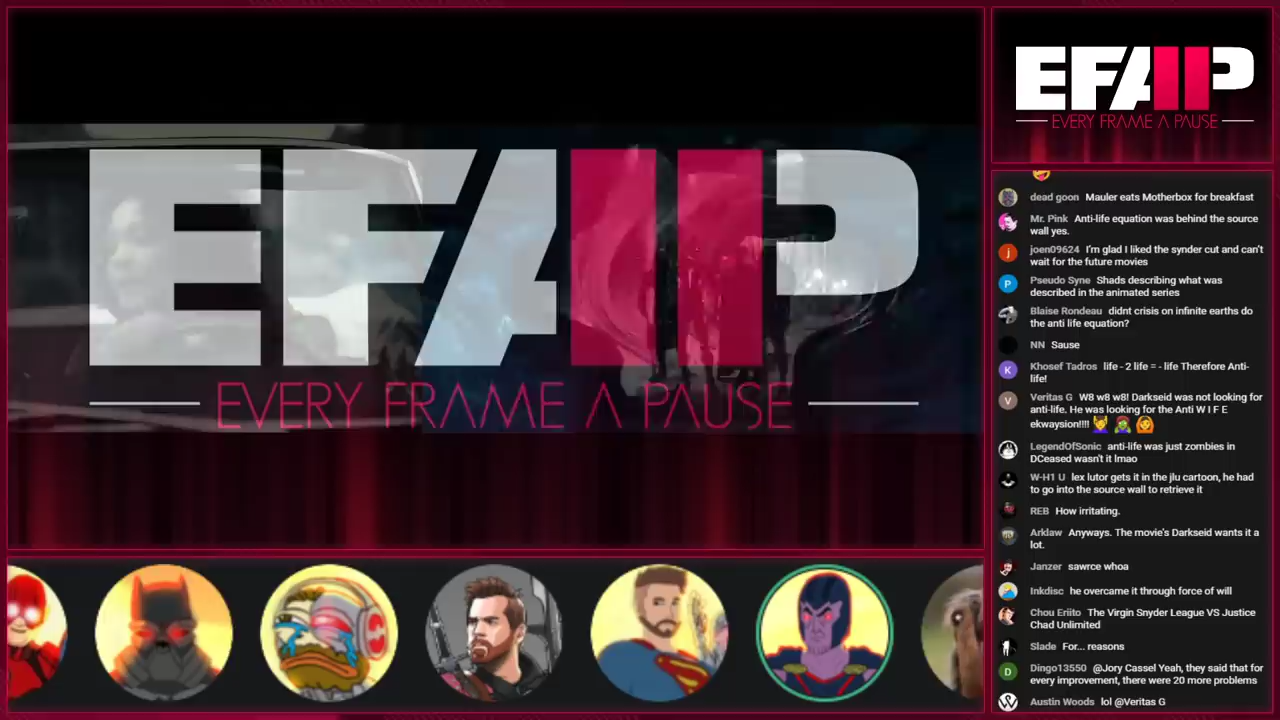 EFAP
EVERY FRAME A PAUSE
EFAP
EVERY FRAME A PAUSE
dead goon Mauler eats Motherbox for breakfast
Mr. Pink Anti-life equation was behind the source
wall yes.
joen09624 I'm glad I liked the synder cut and can't
wait for the future movies
Pseudo Syne Shads describing what was
described in the animated series
Blaise Rondeau didnt crisis on infinite earths do
the anti life equation?
NN Sause
K
Khosef Tadros life - 2 life = - life Therefore Anti-
life!
V
Veritas G W8 w8 w8! Darkseid was not looking for
anti-life. He was looking for the Anti W I F E
ekwaysion!!!!
LegendOfSonic anti-life was just zombies in
DCeased wasn't it lmao
W-H1 U lex lutor gets it in the jlu cartoon, he had
to go into the source wall to retrieve it
REB How irritating.
Arklaw Anyways. The movie's Darkseid wants it a
lot.
Janzer sawrce whoa
Inkdisc he overcame it through force of will
Chou Eriito The Virgin Snyder League VS Justice
Chad Unlimited
Slade For... reasons
D
Dingo13550 @Jory Cassel Yeah, they said that for
every improvement, there were 20 more problems
Austin Woods lol @Veritas G